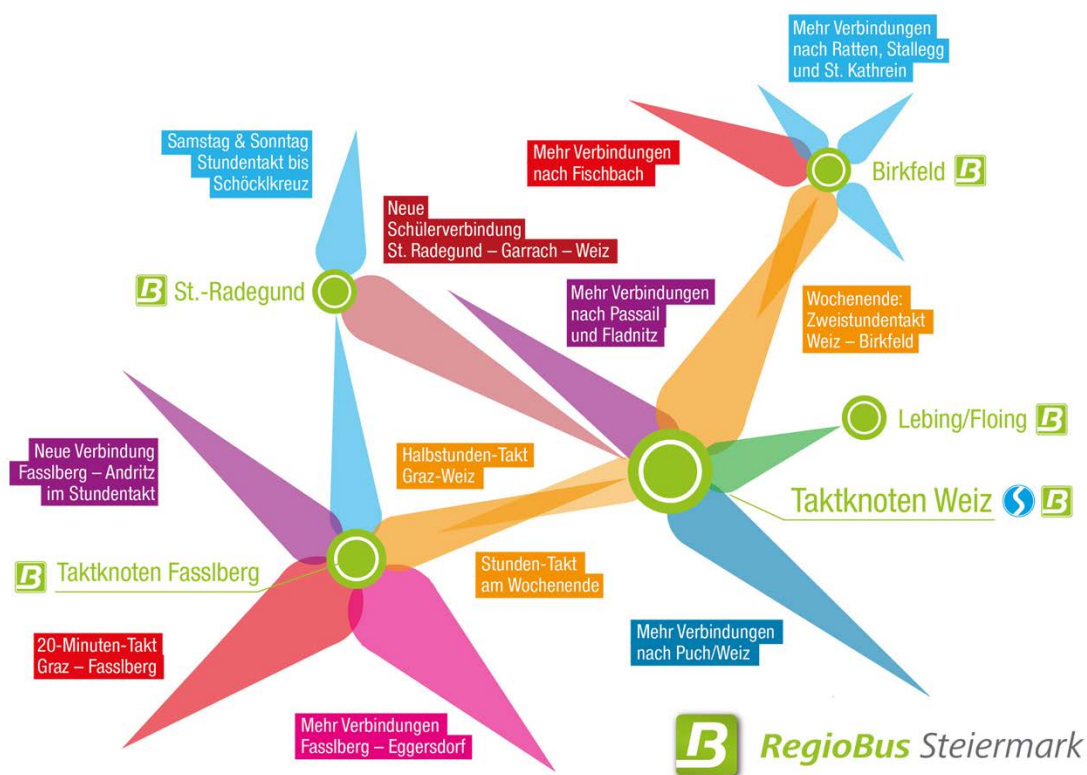 Mehr Verbindungen
nach Ratten, Stallegg
und St. Kathrein
Samstag & Sonntag
Stundentakt bis
Schöcklkreuz
Mehr Verbindungen
nach Fischbach
B Birkfeld
Neue
Schülerverbindung
St. Radegund – Garrach – Weiz
B St.-Radegund
Mehr Verbindungen
nach Passail
und Fladnitz
Wochenende:
Zweistundentakt
Weiz – Birkfeld
Lebing/Floing B
Neue Verbindung
Fasslberg – Andritz
im Stundentakt
Halbstunden-Takt
Graz-Weiz
Taktknoten Weiz S B
B Taktknoten Fasslberg
Stunden-Takt
am Wochenende
20-Minuten-Takt
Graz – Fasslberg
Mehr Verbindungen
nach Puch/Weiz
Mehr Verbindungen
Fasslberg – Eggersdorf
B RegioBus Steiermark